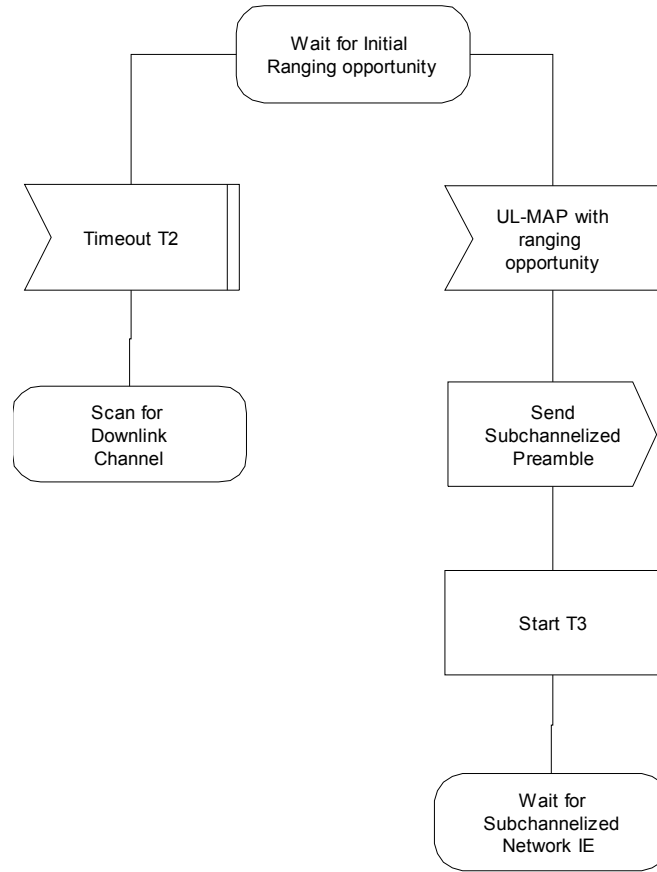 Wait for Initial
Ranging opportunity
Timeout T2
UL-MAP with
ranging
opportunity
Scan for
Downlink
Channel
Send
Subchannelized
Preamble
Start T3
Wait for
Subchannelized
Network IE